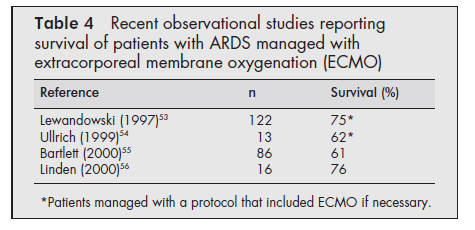 Table 4 Recent observational studies reporting
survival of patients with ARDS managed with
extracorporeal membrane oxygenation (ECMO)
Reference n Survival (%)
Lewandowski (1997)53 122 75*
Ullrich (1999)54 13 62*
Bartlett (2000)55 86 61
Linden (2000)56 16 76
*Patients managed with a protocol that included ECMO if necessary.